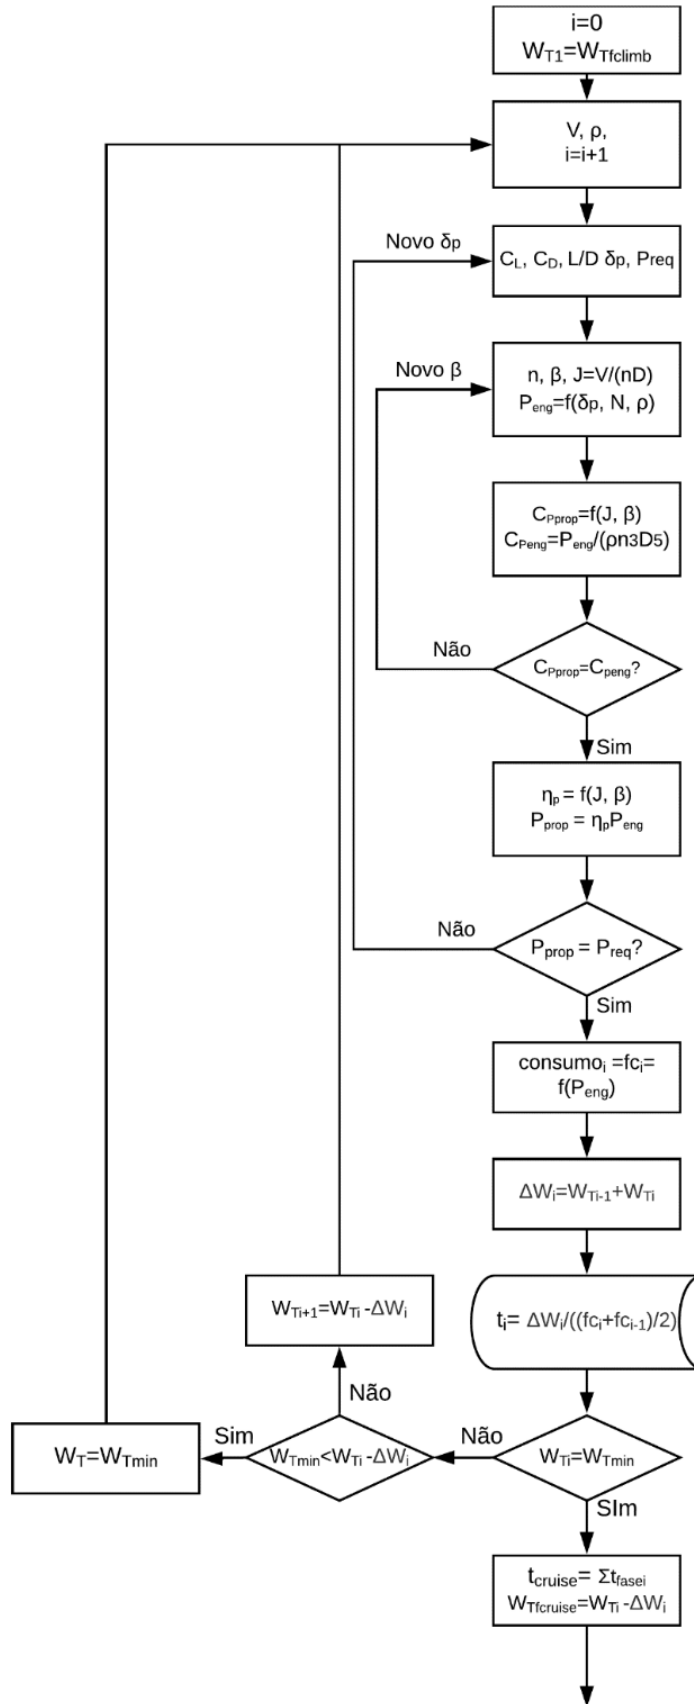 i=0
W_T1=W_Tfclimb
V, ρ,
i=i+1
Novo δp
C_L, C_D, L/D δp, Preq
Novo β
n, β, J=V/(nD)
P_eng=f(δp, N, ρ)
C_Pprop=f(J, β)
C_Peng=P_eng/(ρn3D5)
Não
C_Pprop=C_peng?
Sim
η_p = f(J, β)
P_prop = η_pP_eng
Não
P_prop = P_req?
Sim
consumo_i =fc_i=
f(P_eng)
ΔW_i=W_Ti-1+W_Ti
W_Ti+1=W_Ti -ΔW_i
t_i= ΔW_i/((fc_i+fc_i-1)/2)
Não
W_T=W_Tmin
Sim
W_Tmin<W_Ti -ΔW_i
Não
W_Ti=W_Tmin
SIm
t_cruise= Σt_fasei
W_Tfcruise=W_Ti -ΔW_i